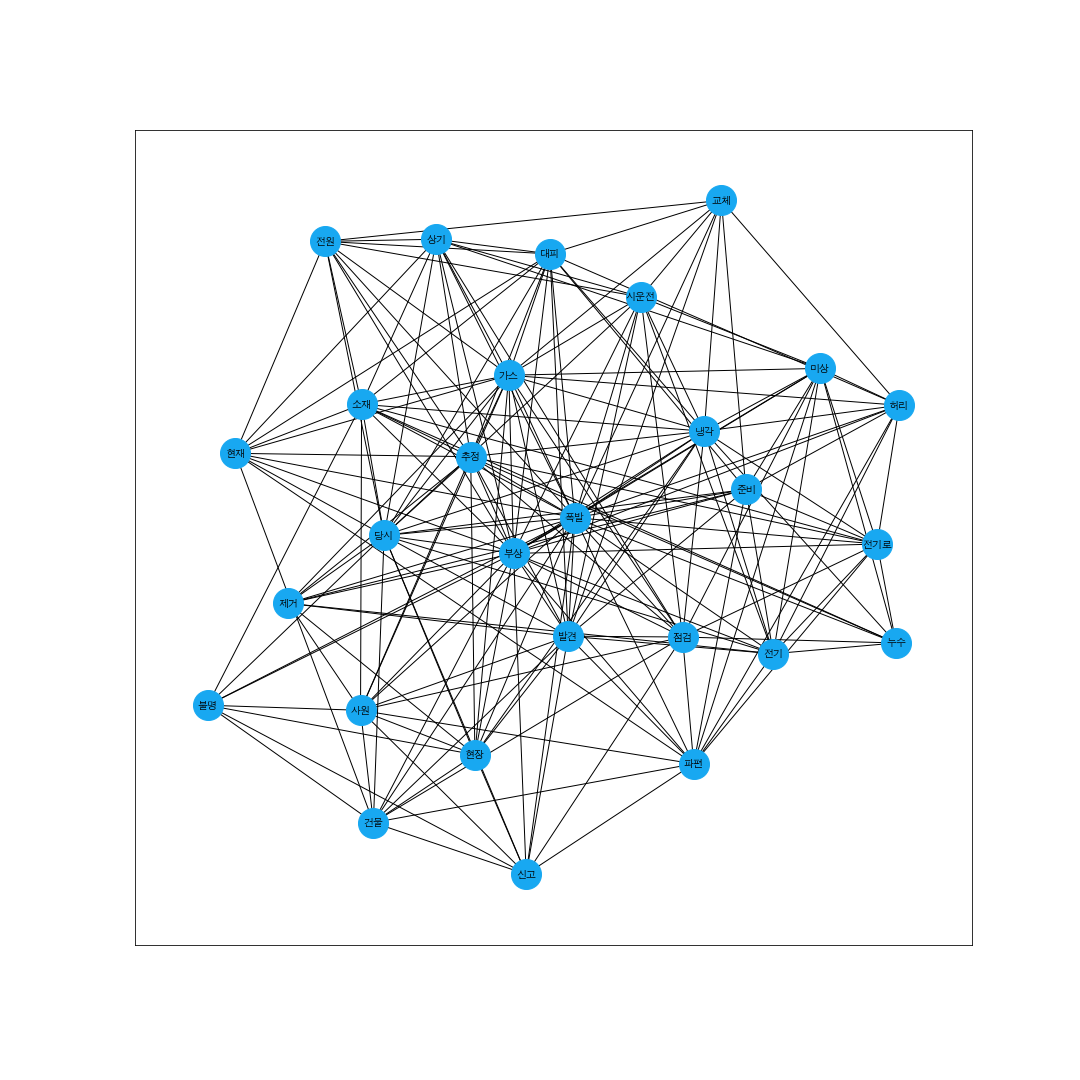 교체
전원
상기
대피
시운전
미상
가스
허리
소재
냉각
현재
추정
준비
폭발
당시
부상
전기로
제거
발견
점검
누수
전기
불명
사원
현장
파편
건물
신고